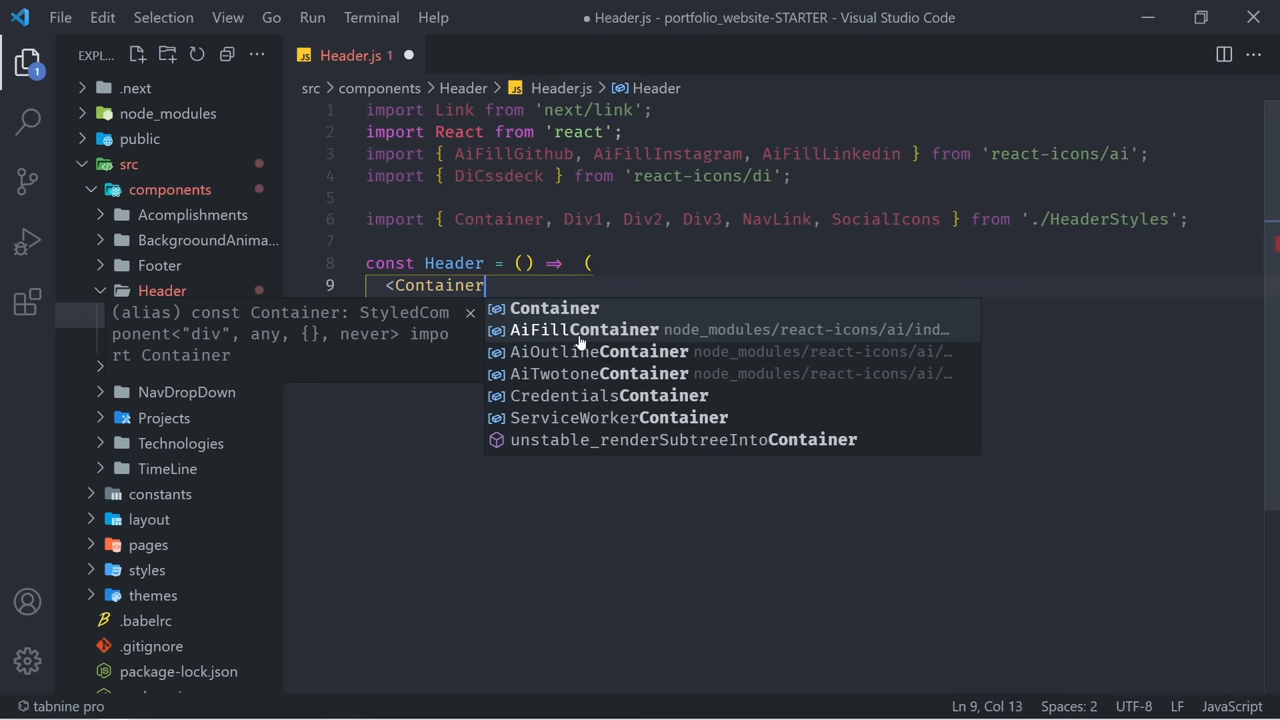 File Edit Selection View Go Run Terminal Help ● Header.js - portfolio_website-STARTER - Visual Studio Code
EXPL... ···
JS Header.js 1 ●
src > components > Header > JS Header.js > Header
1
.next
node_modules
public
src
components
Acomplishments
BackgrooundAnima...
Footer
Header
NavDropDown
Projects
Technologies
TimeLine
constants
layout
pages
styles
themes
.babelrc
.gitignore
package-lock.json
1 import Link from 'next/link';
2 import React from 'react';
3 import { AiFillGithub, AiFillInstagram, AiFillLinkedin } from 'react-icons/ai';
4 import { DiCssdeck } from 'react-icons/di';
5
6 import { Container, Div1, Div2, Div3, NavLink, SocialIcons } from './HeaderStyles';
7
8 const Header = () ⇒ (
9 <Container
(alias) const Container: StyledCom
ponent<"div", any, {}, never> impo
rt Container
Container
AiFillContainer node_modules/react-icons/ai/ind…
AiOutlineContainer node_modules/react-icons/ai/…
AiTwotoneContainer node_modules/react-icons/ai/…
CredentialsContainer
ServiceWorkerContainer
unstable_renderSubtreeIntoContainer
tabnine pro Ln 9, Col 13 Spaces: 2 UTF-8 LF JavaScript